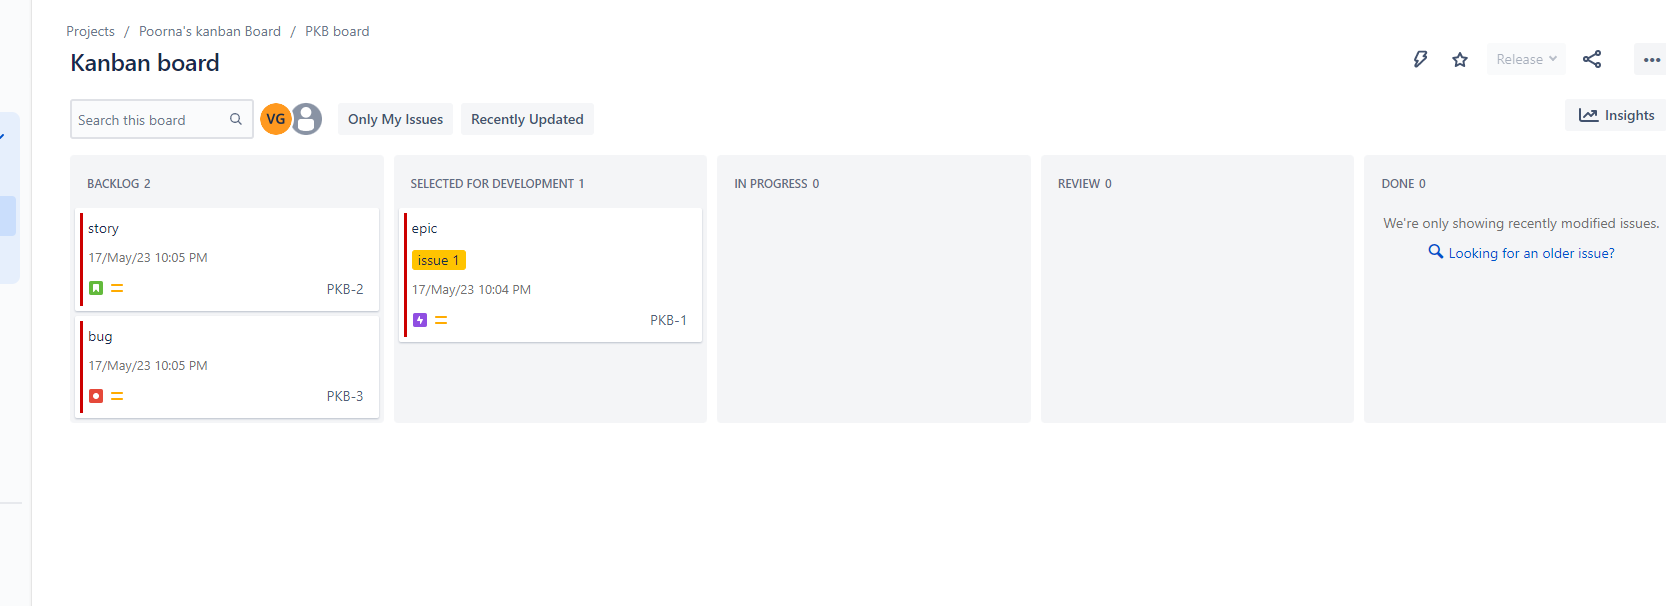 Projects / Poorna's kanban Board / PKB board
Kanban board
Release
Search this board
VG
Only My Issues
Recently Updated
Insights
BACKLOG 2
story
17/May/23 10:05 PM
PKB-2
bug
17/May/23 10:05 PM
PKB-3
SELECTED FOR DEVELOPMENT 1
epic
issue 1
17/May/23 10:04 PM
PKB-1
IN PROGRESS 0
REVIEW 0
DONE 0
We're only showing recently modified issues.
Looking for an older issue?